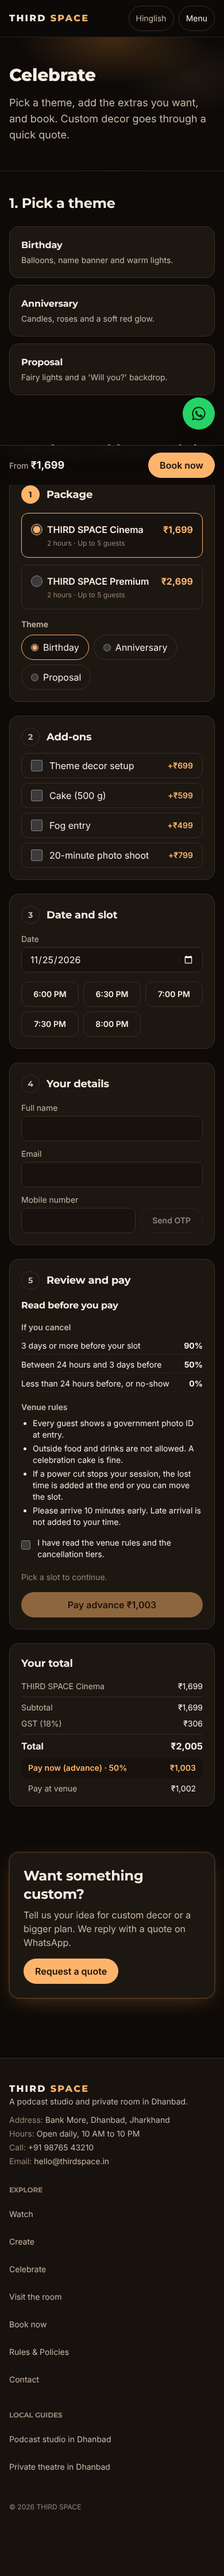 THIRD SPACE
Hinglish
Menu
Celebrate
Pick a theme, add the extras you want,
and book. Custom decor goes through a
quick quote.
1. Pick a theme
Birthday
Balloons, name banner and warm lights.
Anniversary
Candles, roses and a soft red glow.
Proposal
Fairy lights and a 'Will you?' backdrop.
From ₹1,699
Book now
1 Package
THIRD SPACE Cinema ₹1,699
2 hours · Up to 5 guests
THIRD SPACE Premium ₹2,699
2 hours · Up to 5 guests
Theme
Birthday
Anniversary
Proposal
2 Add-ons
Theme decor setup +₹699
Cake (500 g) +₹599
Fog entry +₹499
20-minute photo shoot +₹799
3 Date and slot
Date
11/25/2026
6:00 PM 6:30 PM 7:00 PM
7:30 PM 8:00 PM
4 Your details
Full name
Email
Mobile number
Send OTP
5 Review and pay
Read before you pay
If you cancel
3 days or more before your slot 90%
Between 24 hours and 3 days before 50%
Less than 24 hours before, or no-show 0%
Venue rules
• Every guest shows a government photo ID
at entry.
• Outside food and drinks are not allowed. A
celebration cake is fine.
• If a power cut stops your session, the lost
time is added at the end or you can move
the slot.
• Please arrive 10 minutes early. Late arrival is
not added to your time.
I have read the venue rules and the
cancellation tiers.
Pick a slot to continue.
Pay advance ₹1,003
Your total
THIRD SPACE Cinema ₹1,699
Subtotal ₹1,699
GST (18%) ₹306
Total ₹2,005
Pay now (advance) · 50% ₹1,003
Pay at venue ₹1,002
Want something
custom?
Tell us your idea for custom decor or a
bigger plan. We reply with a quote on
WhatsApp.
Request a quote
THIRD SPACE
A podcast studio and private room in Dhanbad.
Address: Bank More, Dhanbad, Jharkhand
Hours: Open daily, 10 AM to 10 PM
Call: +91 98765 43210
Email: hello@thirdspace.in
EXPLORE
Watch
Create
Celebrate
Visit the room
Book now
Rules & Policies
Contact
LOCAL GUIDES
Podcast studio in Dhanbad
Private theatre in Dhanbad
© 2026 THIRD SPACE